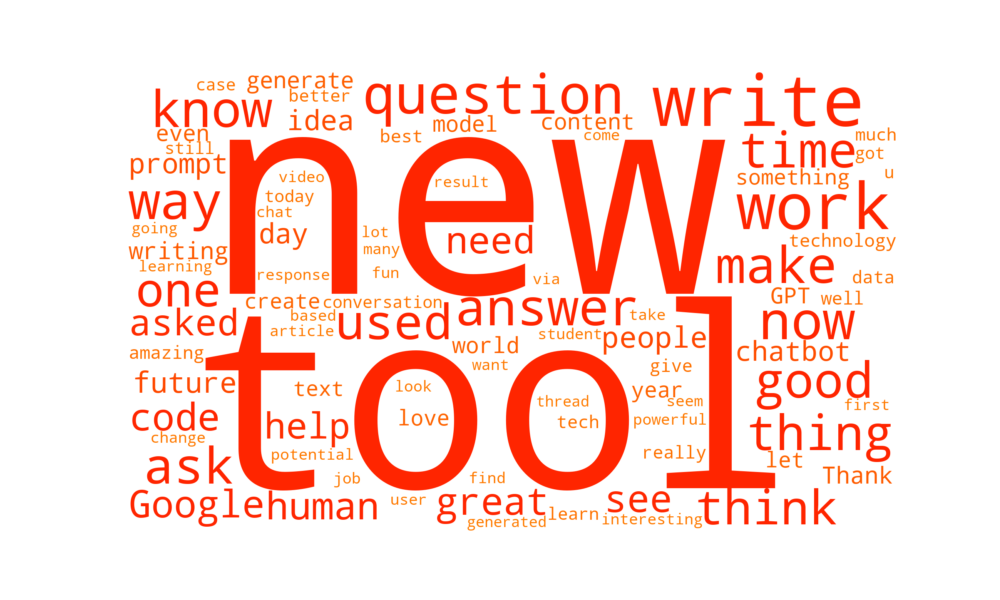 case
generate
better
question
write
know
idea
best
model
content
come
even
still
prompt
new
time
much
got
u
something
video
result
today
way
chat
day
going
lot
many
need
work
technology
writing
learning
response
fun
via
make
data
one
create
conversation
answer
GPT
well
asked
based
article
used
take
now
amazing
world
student
people
chatbot
want
tool
future
text
look
love
give
year
seem
good
first
code
change
help
thread
tech
powerful
thing
ask
potential
job
find
really
let
Thank
Google
human
user
great
generated
learn
interesting
see
think